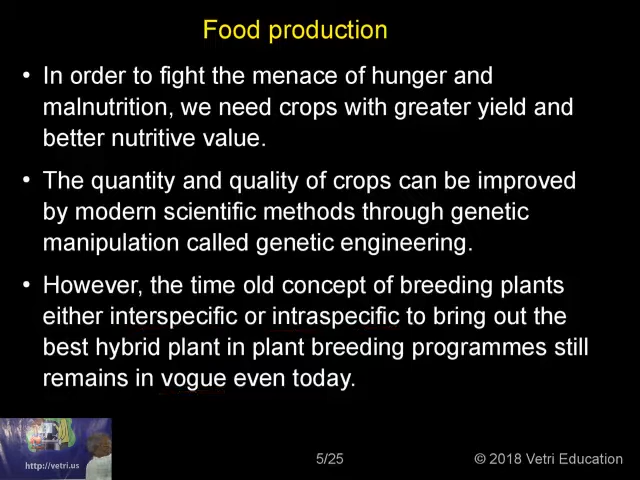 Food production
• In order to fight the menace of hunger and
malnutrition, we need crops with greater yield and
better nutritive value.
• The quantity and quality of crops can be improved
by modern scientific methods through genetic
manipulation called genetic engineering.
• However, the time old concept of breeding plants
either interspecific or intraspecific to bring out the
best hybrid plant in plant breeding programmes still
remains in vogue even today.
http://vetri.us
5/25
© 2018 Vetri Education